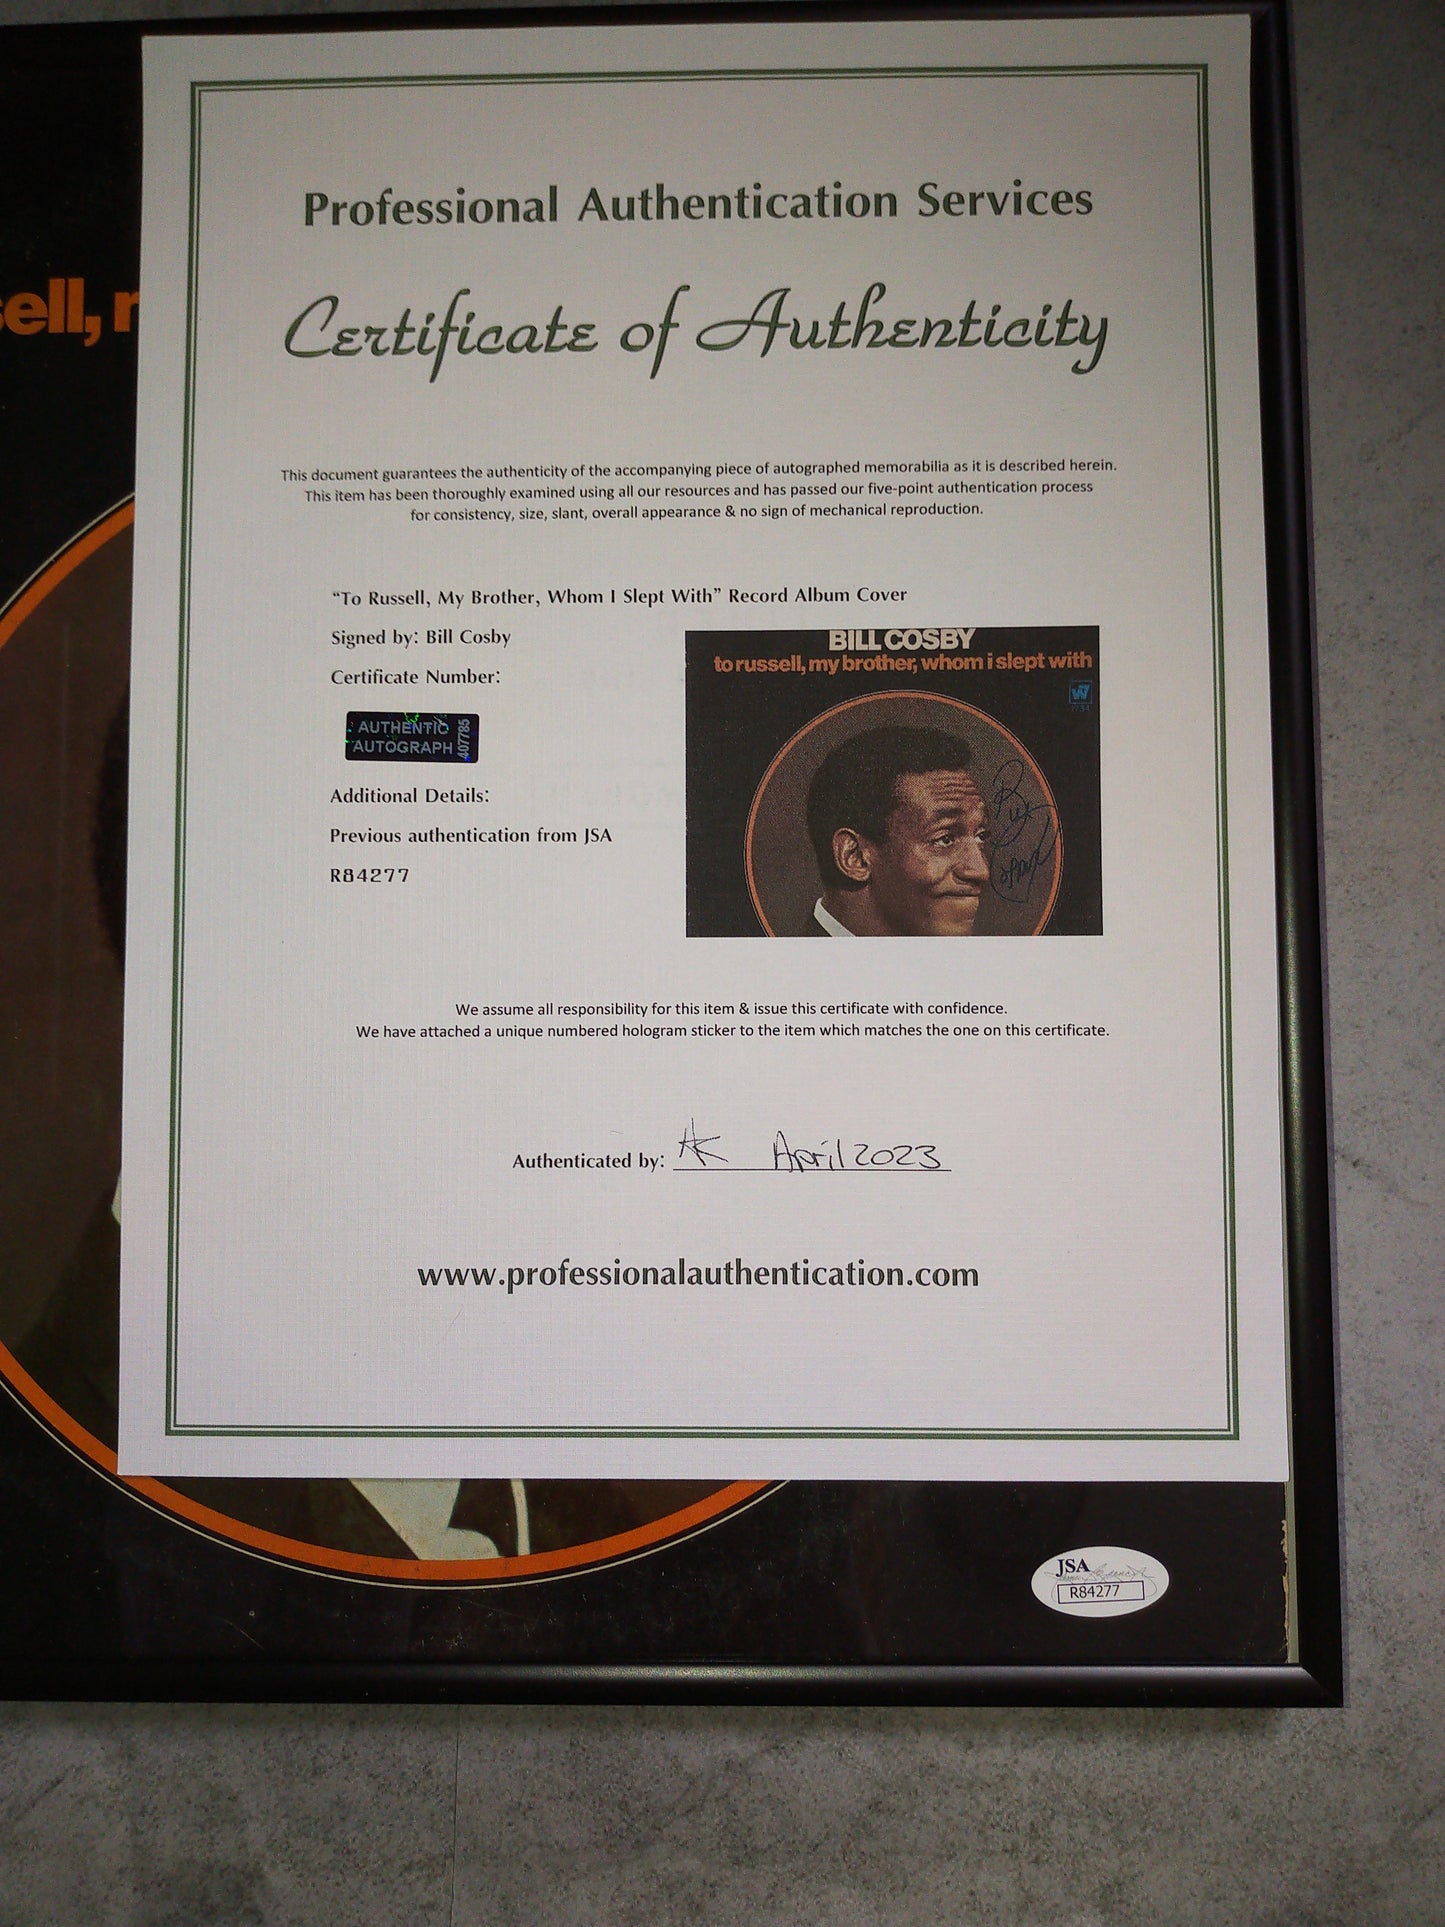 ell, r
Professional Authentication Services
Certificate of Authenticity
This document guarantees the authenticity of the accompanying piece of autographed memorabilia as it is described herein.
This item has been thoroughly examined using all our resources and has passed our five-point authentication process
for consistency, size, slant, overall appearance & no sign of mechanical reproduction.
"To Russell, My Brother, Whom I Slept With" Record Album Cover
Signed by: Bill Cosby
Certificate Number:
AUTHENTIC
AUTOGRAPH
407785
Additional Details:
Previous authentication from JSA
R84277
BILL COSBY
to russell, my brother, whom i slept with
W
Bill
Cosby
We assume all responsibility for this item & issue this certificate with confidence.
We have attached a unique numbered hologram sticker to the item which matches the one on this certificate.
Authenticated by: AK April 2023
www.professionalauthentication.com
JSA
R84277